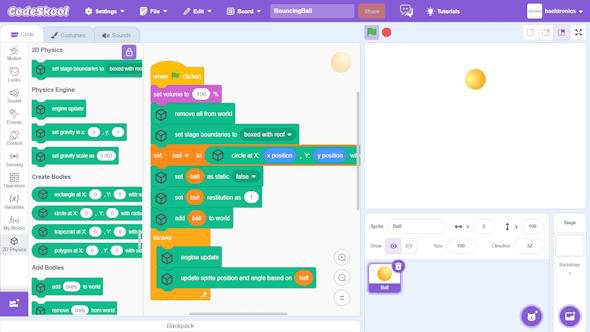 CodeSkool
Settings
File
Edit
Board
BouncingBall
Share
Tutorials
hacktronics
Code
Costumes
Sounds
Motion
Looks
Sound
Events
Control
Sensing
Operators
Variables
My Blocks
2D Physics
2D Physics
set stage boundaries to boxed with roof
Physics Engine
engine update
set gravity in x: 0 , y: 1
set gravity scale as 0.001
Create Bodies
rectangle at X: 0 , Y: 0 with
circle at X: 0 , Y: 0 with radiu
trapezoid at X: 0 , Y: 0 with
polygon at X: 0 , Y: 0 with
Add Bodies
add body to world
remove body from world
when clicked
set volume to 100 %
remove all from world
set stage boundaries to boxed with roof
set ball to circle at X: x position , Y: y position wi
set ball as static false
set ball restitution as 1
add ball to world
forever
engine update
update sprite position and angle based on ball
Backpack
Sprite Ball x 0 y 100
Show Size 100 Direction 32
Ball
Stage
Backdrops
1